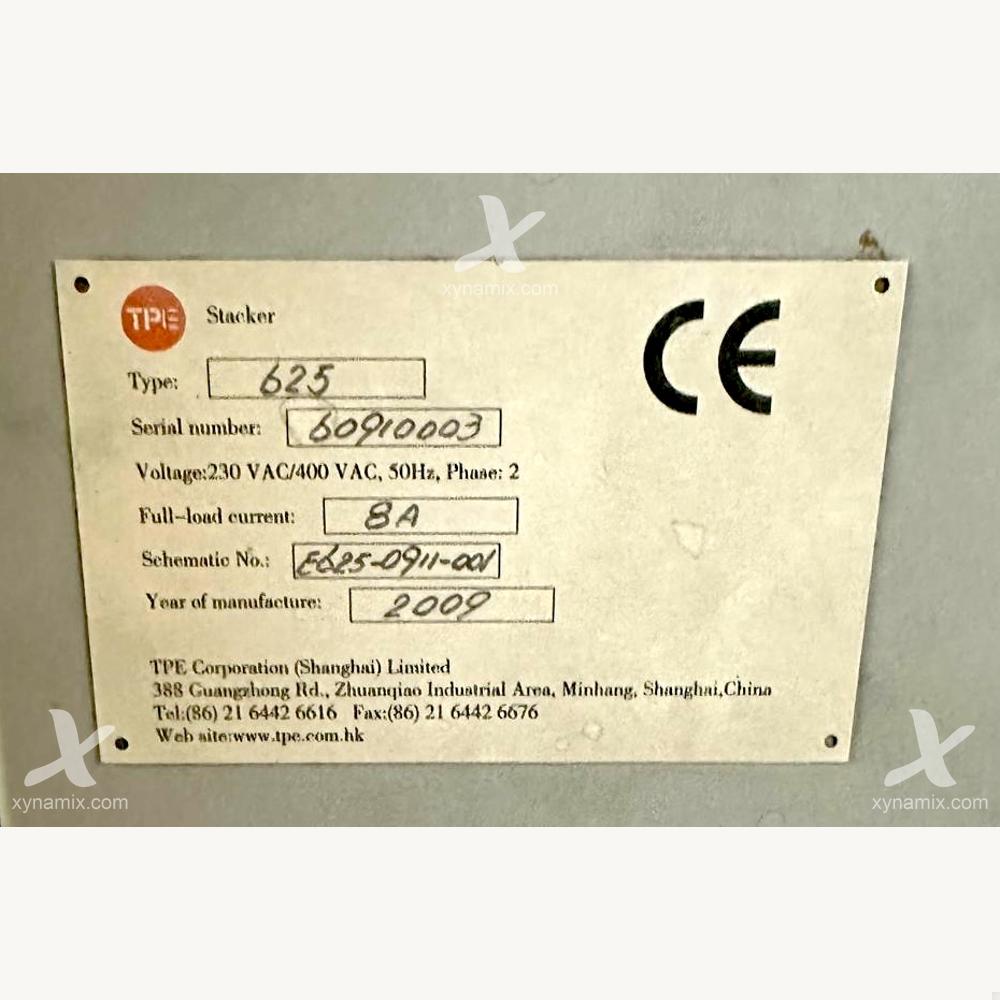 xynamix.com
TPE Stacker
Type: 625
Serial number: 60910003
Voltage:230 VAC/400 VAC, 50Hz, Phase: 2
Full-load current: 8A
Schematic No.: E625-0911-001
Year of manufacture: 2009
CE
TPE Corporation (Shanghai) Limited
388 Guangzhong Rd., Zhuanqiao Industrial Area, Minhang, Shanghai,China
Tel:(86) 21 6442 6616 Fax:(86) 21 6442 6676
Web site:www.tpe.com.hk
xynamix.com
xynamix.com